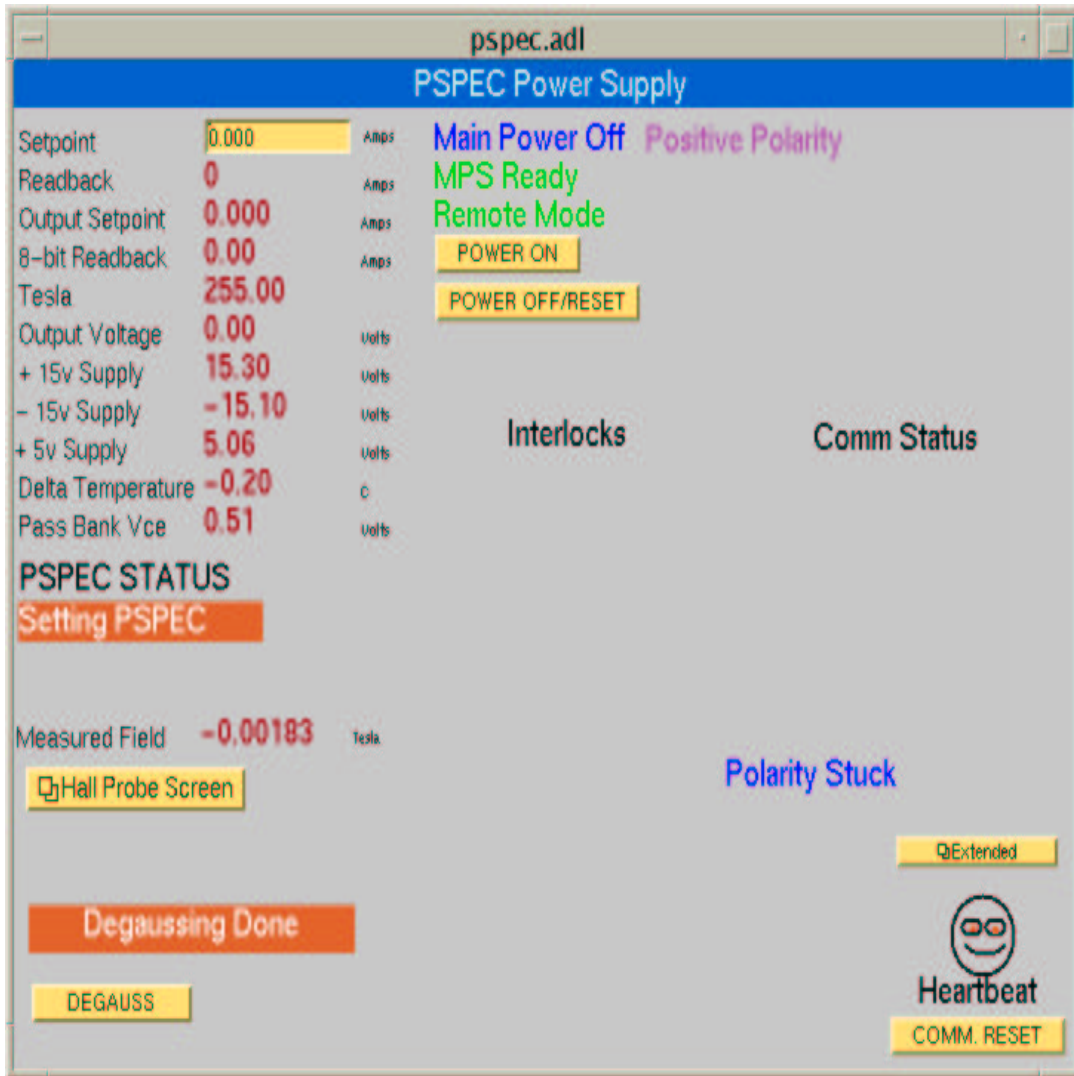 pspec.adl
PSPEC Power Supply
Setpoint 0.000 Amps Main Power Off Positive Polarity
Readback 0 Amps MPS Ready
Output Setpoint 0.000 Amps Remote Mode
8-bit Readback 0.00 Amps POWER ON
Tesla 255.00 POWER OFF/RESET
Output Voltage 0.00 Volts
+ 15v Supply 15.30 Volts
- 15v Supply -15.10 Volts
Interlocks Comm Status
+ 5v Supply 5.06 Volts
Delta Temperature -0.20 C
Pass Bank Vce 0.51 Volts
PSPEC STATUS
Setting PSPEC
Measured Field -0.00183 Tesla
Hall Probe Screen
Polarity Stuck
Extended
Degaussing Done
Heartbeat
DEGAUSS
COMM. RESET